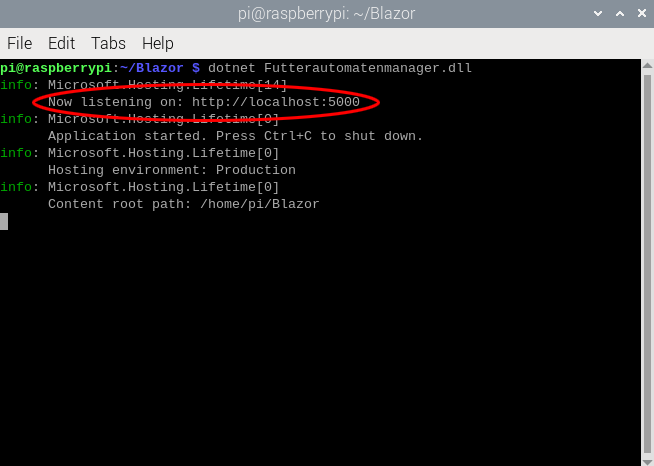 pi@raspberrypi: ~/Blazor
File Edit Tabs Help
pi@raspberrypi:~/Blazor $ dotnet Futterautomatenmanager.dll
info: Microsoft.Hosting.Lifetime[14]
Now listening on: http://localhost:5000
info: Microsoft.Hosting.Lifetime[0]
Application started. Press Ctrl+C to shut down.
info: Microsoft.Hosting.Lifetime[0]
Hosting environment: Production
info: Microsoft.Hosting.Lifetime[0]
Content root path: /home/pi/Blazor